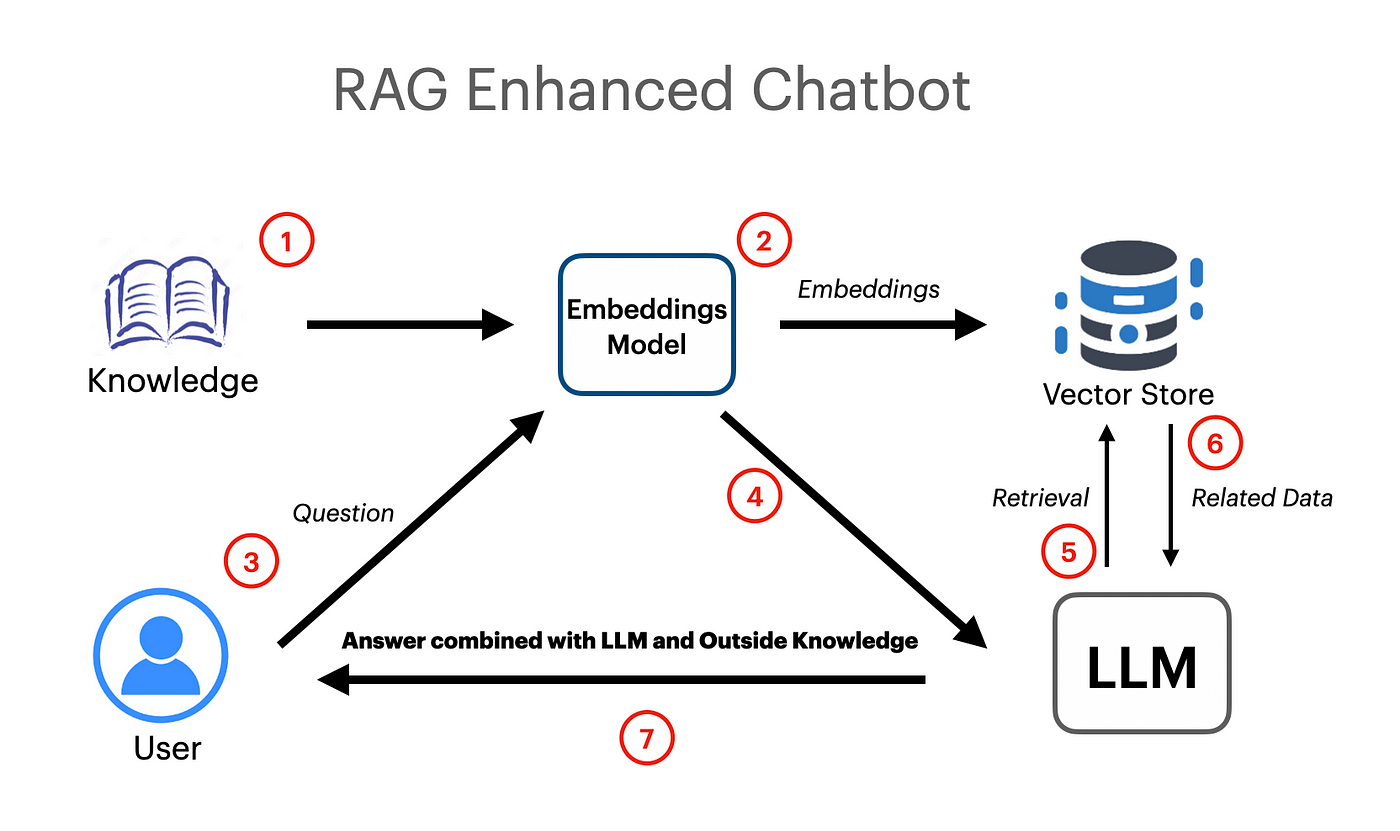 RAG Enhanced Chatbot
1
2
Embeddings
Embeddings
Model
Knowledge
Vector Store
6
4
Retrieval
Related Data
Question
5
3
Answer combined with LLM and Outside Knowledge
LLM
7
User